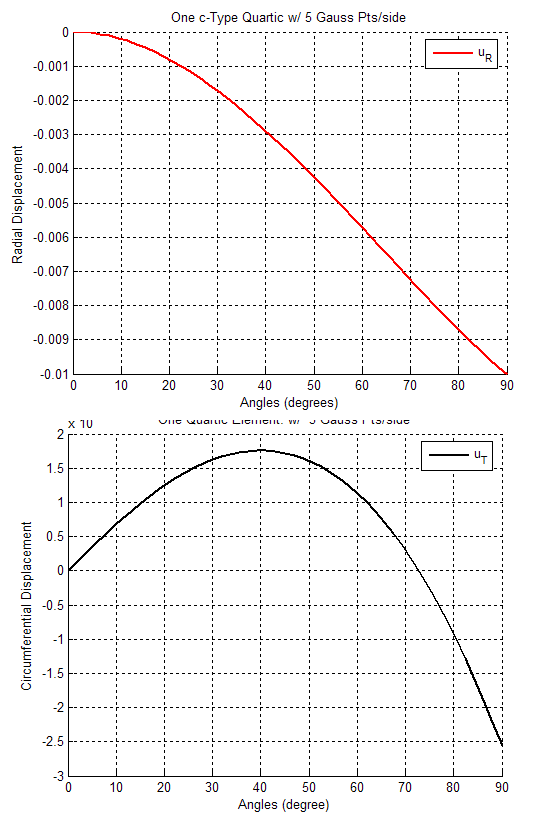 One c-Type Quartic w/ 5 Gauss Pts/side
0
-0.001
-0.002
-0.003
-0.004
-0.005
-0.006
-0.007
-0.008
-0.009
-0.01
u_R
Radial Displacement
0 10 20 30 40 50 60 70 80 90
Angles (degrees)
One Quartic Element: w/ 5 Gauss Pts/side
x 10
2
1.5
1
0.5
0
-0.5
-1
-1.5
-2
-2.5
-3
u_T
Circumferential Displacement
0 10 20 30 40 50 60 70 80 90
Angles (degree)